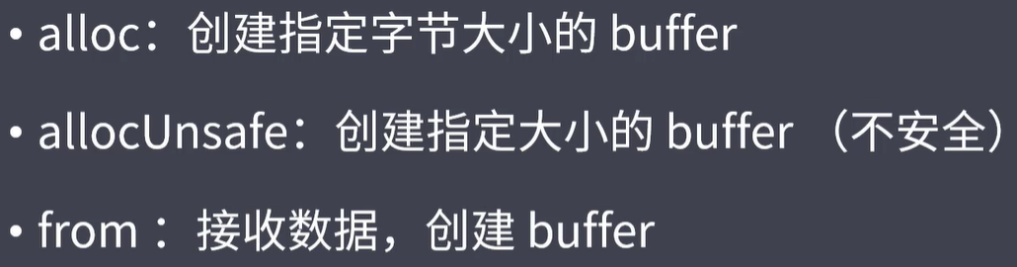 • alloc：创建指定字节大小的 buffer
• allocUnsafe：创建指定大小的 buffer （不安全）
• from ：接收数据，创建 buffer